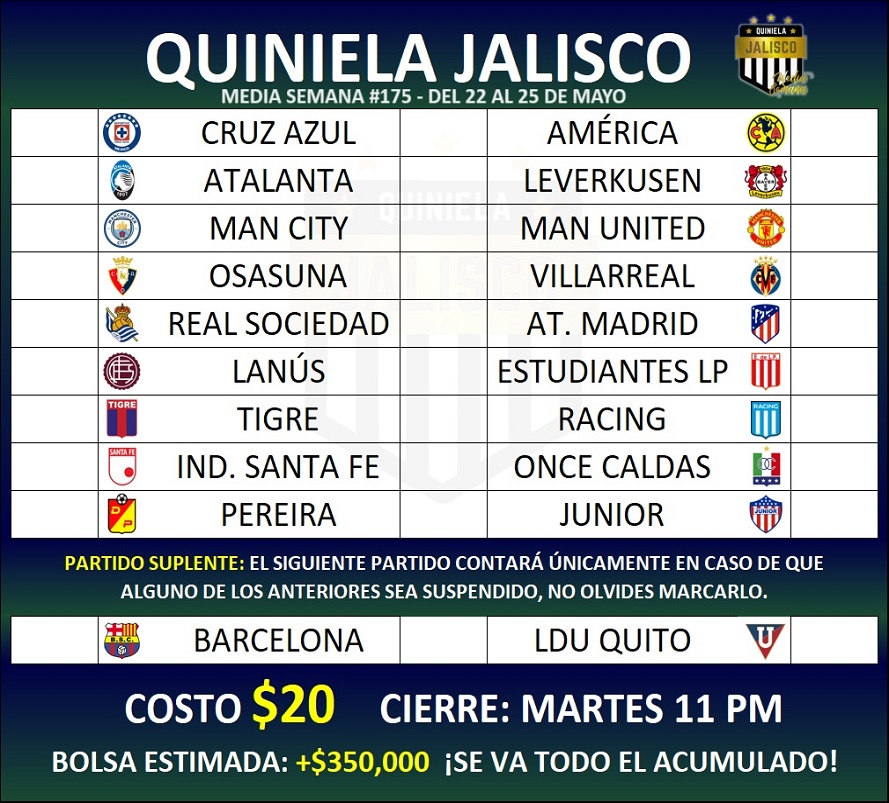 QUINIELA JALISCO
QUINIELA
JALISCO
Media
Semana
MEDIA SEMANA #175 - DEL 22 AL 25 DE MAYO
CRUZ AZUL AMÉRICA
ATALANTA LEVERKUSEN
MAN CITY MAN UNITED
OSASUNA VILLARREAL
REAL SOCIEDAD AT. MADRID
LANÚS ESTUDIANTES LP
TIGRE RACING
IND. SANTA FE ONCE CALDAS
PEREIRA JUNIOR
PARTIDO SUPLENTE: EL SIGUIENTE PARTIDO CONTARÁ ÚNICAMENTE EN CASO DE QUE
ALGUNO DE LOS ANTERIORES SEA SUSPENDIDO, NO OLVIDES MARCARLO.
BARCELONA LDU QUITO
COSTO $20 CIERRE: MARTES 11 PM
BOLSA ESTIMADA: +$350,000 ¡SE VA TODO EL ACUMULADO!